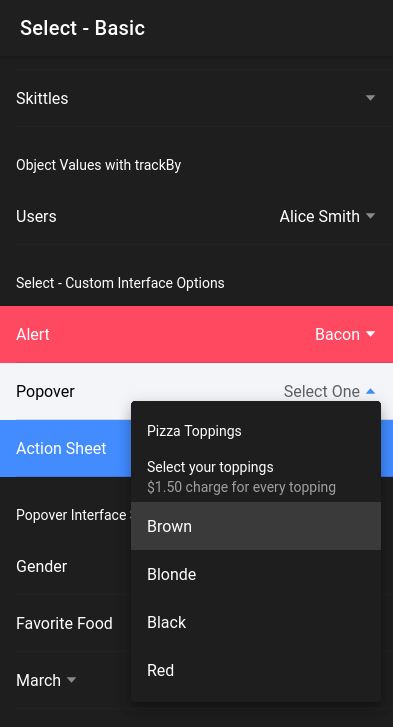 Select - Basic
Skittles
Object Values with trackBy
Users Alice Smith
Select - Custom Interface Options
Alert Bacon
Popover Select One
Pizza Toppings
Action Sheet
Select your toppings
$1.50 charge for every topping
Popover Interface
Brown
Gender
Blonde
Favorite Food
Black
March
Red